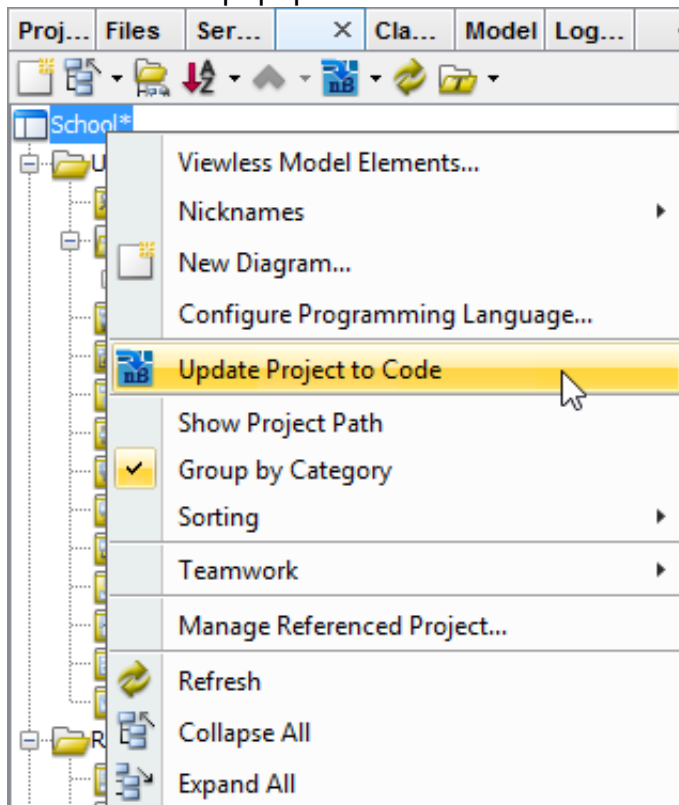 Proj... Files Ser... Cla... Model Log...
School*
U
Viewless Model Elements...
Nicknames
New Diagram...
Configure Programming Language...
nB Update Project to Code
Show Project Path
Group by Category
Sorting
Teamwork
Manage Referenced Project...
Refresh
R
Collapse All
Expand All